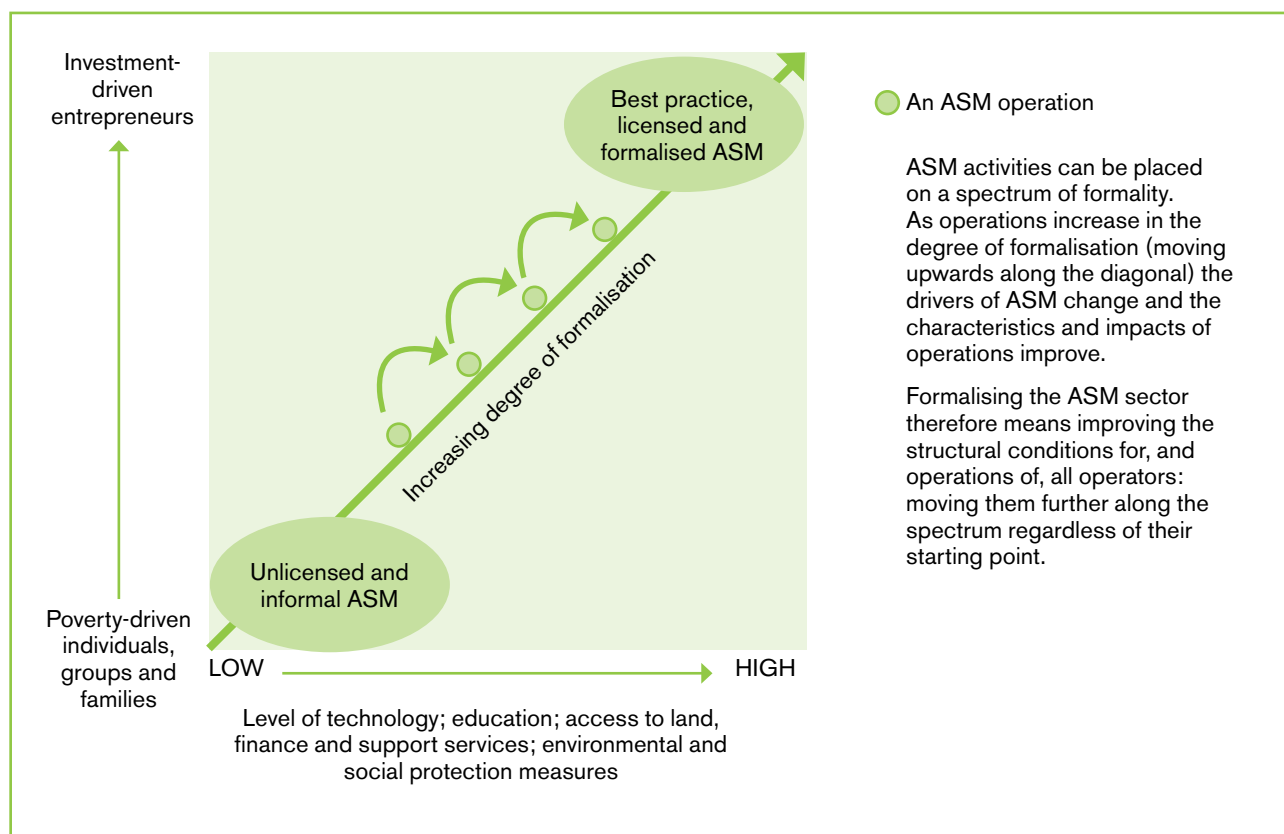 Investment-
driven
entrepreneurs
Poverty-driven
individuals,
groups and
families
Best practice,
licensed and
formalised ASM
Increasing degree of formalisation
Unlicensed and
informal ASM
LOW
HIGH
Level of technology; education; access to land,
finance and support services; environmental and
social protection measures
An ASM operation
ASM activities can be placed
on a spectrum of formality.
As operations increase in the
degree of formalisation (moving
upwards along the diagonal) the
drivers of ASM change and the
characteristics and impacts of
operations improve.
Formalising the ASM sector
therefore means improving the
structural conditions for, and
operations of, all operators:
moving them further along the
spectrum regardless of their
starting point.